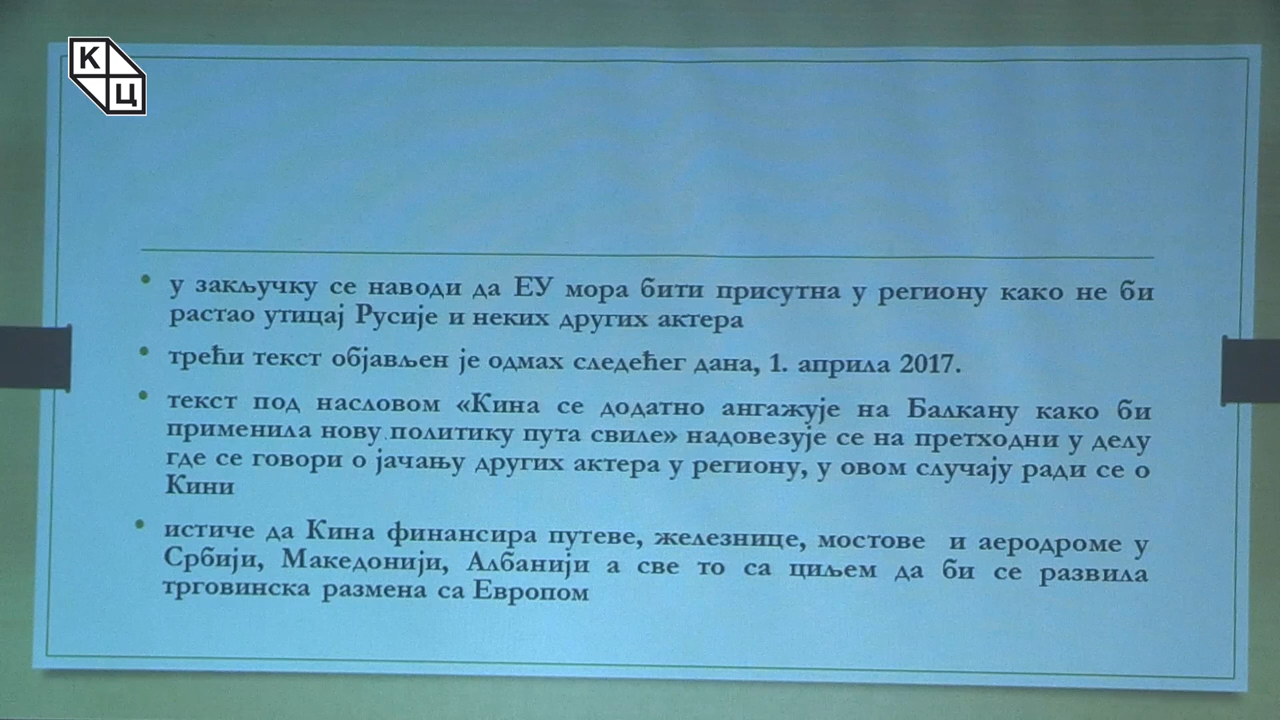 К
Ц
у закључку се наводи да ЕУ мора бити присутна у региону како не би
растао утицај Русије и неких других актера
трећи текст објављен је одмах следећег дана, 1. априла 2017.
текст под насловом «Кина се додатно ангажује на Балкану како би
применила нову политику пута свиле» надовезује се на претходни у делу
где се говори о јачању других актера у региону, у овом случају ради се о
Кини
истиче да Кина финансира путеве, железнице, мостове и аеродроме у
Србији, Македонији, Албанији а све то са циљем да би се развила
трговинска размена са Европом